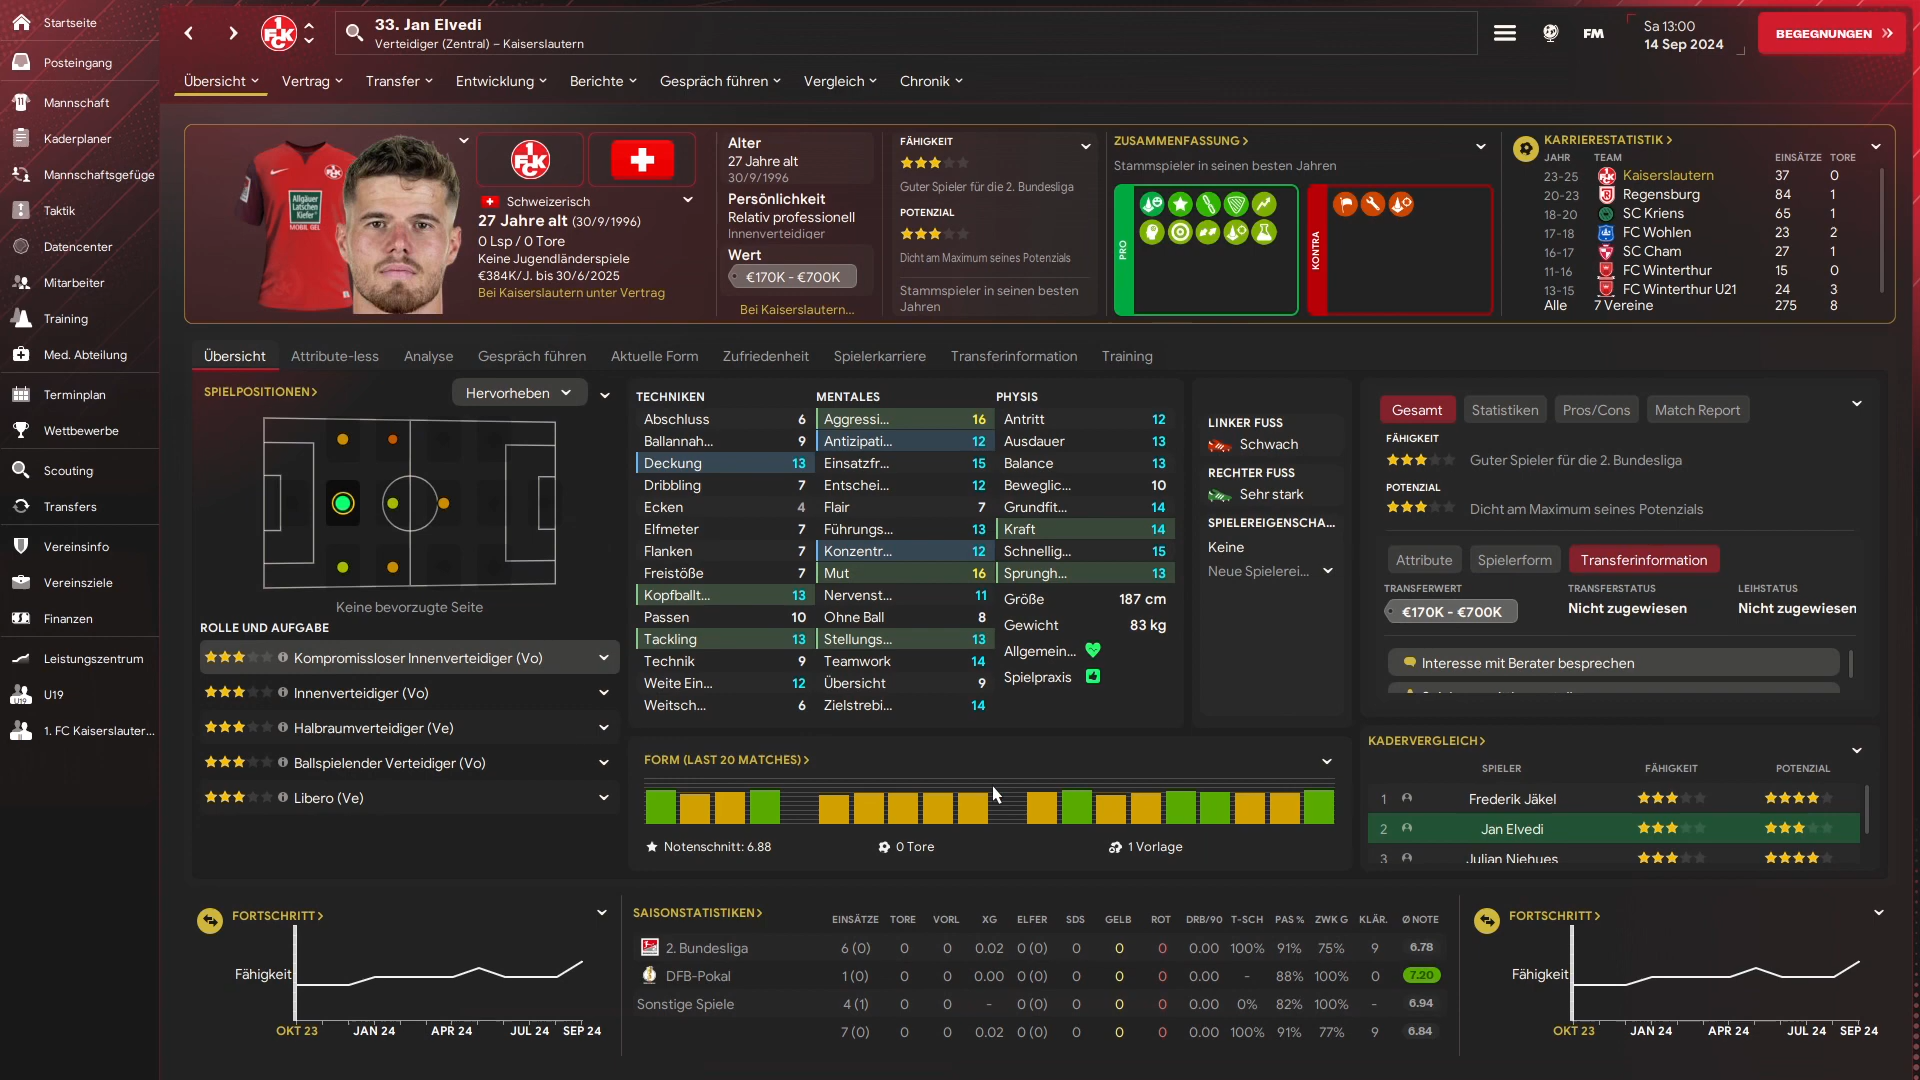 Startseite
Posteingang
Mannschaft
Kaderplaner
Mannschaftsgefüge
Taktik
Datencenter
Mitarbeiter
Training
Med. Abteilung
Terminplan
Wettbewerbe
Scouting
Transfers
Vereinsinfo
Vereinsziele
Finanzen
Leistungszentrum
U19
1. FC Kaiserslauter...
33. Jan Elvedi
Verteidiger (Zentral) – Kaiserslautern
FM
Sa 13:00
14 Sep 2024
BEGEGNUNGEN
Übersicht Vertrag Transfer Entwicklung Berichte Gespräch führen Vergleich Chronik
Schweizerisch
27 Jahre alt (30/9/1996)
0 Lsp / 0 Tore
Keine Jugendländerspiele
€384K/J. bis 30/6/2025
Bei Kaiserslautern unter Vertrag
Alter
27 Jahre alt
30/9/1996
Persönlichkeit
Relativ professionell
Innenverteidiger
Wert
€170K - €700K
Bei Kaiserslautern...
FÄHIGKEIT
Guter Spieler für die 2. Bundesliga
POTENZIAL
Dicht am Maximum seines Potenzials
Stammspieler in seinen besten
Jahren
ZUSAMMENFASSUNG
Stammspieler in seinen besten Jahren
PRO
KONTRA
KARRIERESTATISTIK
JAHR TEAM EINSÄTZE TORE
23-25 Kaiserslautern 37 0
20-23 Regensburg 84 1
18-20 SC Kriens 65 1
17-18 FC Wohlen 23 2
16-17 SC Cham 27 1
11-16 FC Winterthur 15 0
13-15 FC Winterthur U21 24 3
Alle 7 Vereine 275 8
Übersicht Attribute-less Analyse Gespräch führen Aktuelle Form Zufriedenheit Spielerkarriere Transferinformation Training
SPIELPOSITIONEN
Hervorheben
Keine bevorzugte Seite
ROLLE UND AUFGABE
Kompromissloser Innenverteidiger (Vo)
Innenverteidiger (Vo)
Halbraumverteidiger (Ve)
Ballspielender Verteidiger (Vo)
Libero (Ve)
TECHNIKEN
Abschluss 6
Ballannah... 9
Deckung 13
Dribbling 7
Ecken 4
Elfmeter 7
Flanken 7
Freistöße 7
Kopfballt... 13
Passen 10
Tackling 13
Technik 9
Weite Ein... 12
Weitsch... 6
MENTALES
Aggressi... 16
Antizipati... 12
Einsatzfr... 15
Entschei... 12
Flair 7
Führungs... 13
Konzentr... 12
Mut 16
Nervenst... 11
Ohne Ball 8
Stellungs... 13
Teamwork 14
Übersicht 9
Zielstrebi... 14
PHYSIS
Antritt 12
Ausdauer 13
Balance 13
Beweglic... 10
Grundfit... 14
Kraft 14
Schnellig... 15
Sprungh... 13
Größe 187 cm
Gewicht 83 kg
Allgemein...
Spielpraxis
LINKER FUSS
Schwach
RECHTER FUSS
Sehr stark
SPIELEREIGENSCHA...
Keine
Neue Spielerei...
Gesamt Statistiken Pros/Cons Match Report
FÄHIGKEIT
Guter Spieler für die 2. Bundesliga
POTENZIAL
Dicht am Maximum seines Potenzials
Attribute Spielerform Transferinformation
TRANSFERWERT TRANSFERSTATUS LEIHSTATUS
€170K - €700K Nicht zugewiesen Nicht zugewiesen
Interesse mit Berater besprechen
FORM (LAST 20 MATCHES)
Notenschnitt: 6.88 0 Tore 1 Vorlage
KADERVERGLEICH
SPIELER FÄHIGKEIT POTENZIAL
1 Frederik Jäkel
2 Jan Elvedi
3 Julian Niehues
FORTSCHRITT
Fähigkeit
OKT 23 JAN 24 APR 24 JUL 24 SEP 24
SAISONSTATISTIKEN
EINSÄTZE TORE VORL XG ELFER SDS GELB ROT DRB/90 T-SCH PAS % ZWK G KLÄR. Ø NOTE
2. Bundesliga 6 (0) 0 0 0.02 0 (0) 0 0 0 0.00 100% 91% 75% 9 6.78
DFB-Pokal 1 (0) 0 0 0.00 0 (0) 0 0 0 0.00 - 88% 100% 0 7.20
Sonstige Spiele 4 (1) 0 0 - 0 (0) 0 0 0 0.00 0% 82% 100% - 6.94
7 (0) 0 0 0.02 0 (0) 0 0 0 0.00 100% 91% 77% 9 6.84
FORTSCHRITT
Fähigkeit
OKT 23 JAN 24 APR 24 JUL 24 SEP 24